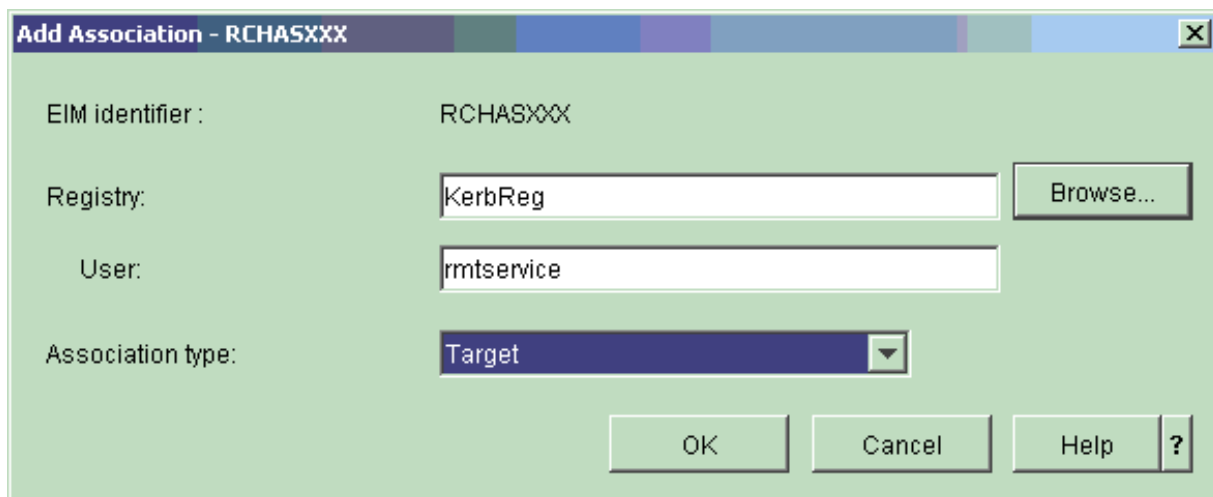 Add Association - RCHASXXX
EIM identifier : RCHASXXX
Registry: KerbReg Browse...
User: rmtservice
Association type: Target
OK Cancel Help ?